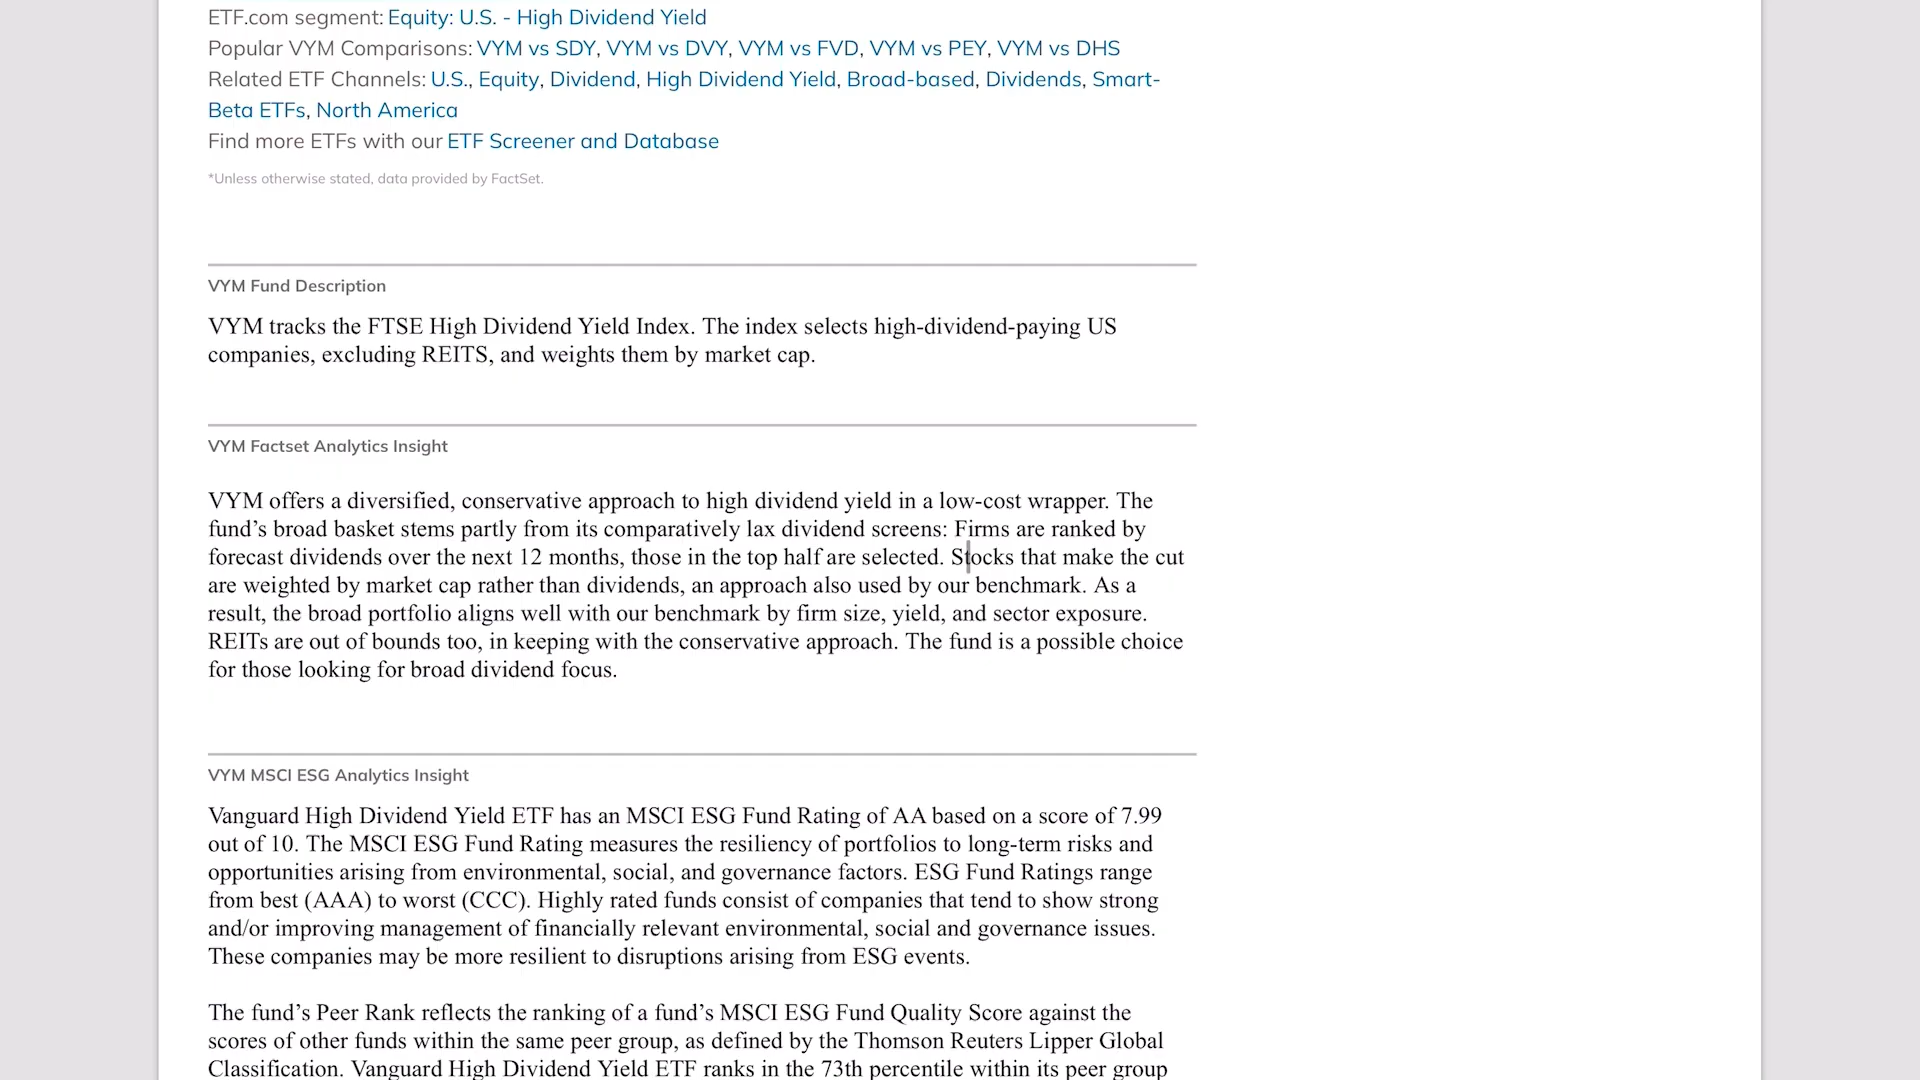 ETF.com segment: Equity: U.S. - High Dividend Yield
Popular VYM Comparisons: VYM vs SDY, VYM vs DVY, VYM vs FVD, VYM vs PEY, VYM vs DHS
Related ETF Channels: U.S., Equity, Dividend, High Dividend Yield, Broad-based, Dividends, Smart-
Beta ETFs, North America
Find more ETFs with our ETF Screener and Database
*Unless otherwise stated, data provided by FactSet.
VYM Fund Description
VYM tracks the FTSE High Dividend Yield Index. The index selects high-dividend-paying US
companies, excluding REITS, and weights them by market cap.
VYM Factset Analytics Insight
VYM offers a diversified, conservative approach to high dividend yield in a low-cost wrapper. The
fund’s broad basket stems partly from its comparatively lax dividend screens: Firms are ranked by
forecast dividends over the next 12 months, those in the top half are selected. Stocks that make the cut
are weighted by market cap rather than dividends, an approach also used by our benchmark. As a
result, the broad portfolio aligns well with our benchmark by firm size, yield, and sector exposure.
REITs are out of bounds too, in keeping with the conservative approach. The fund is a possible choice
for those looking for broad dividend focus.
VYM MSCI ESG Analytics Insight
Vanguard High Dividend Yield ETF has an MSCI ESG Fund Rating of AA based on a score of 7.99
out of 10. The MSCI ESG Fund Rating measures the resiliency of portfolios to long-term risks and
opportunities arising from environmental, social, and governance factors. ESG Fund Ratings range
from best (AAA) to worst (CCC). Highly rated funds consist of companies that tend to show strong
and/or improving management of financially relevant environmental, social and governance issues.
These companies may be more resilient to disruptions arising from ESG events.
The fund’s Peer Rank reflects the ranking of a fund’s MSCI ESG Fund Quality Score against the
scores of other funds within the same peer group, as defined by the Thomson Reuters Lipper Global
Classification. Vanguard High Dividend Yield ETF ranks in the 73th percentile within its peer group